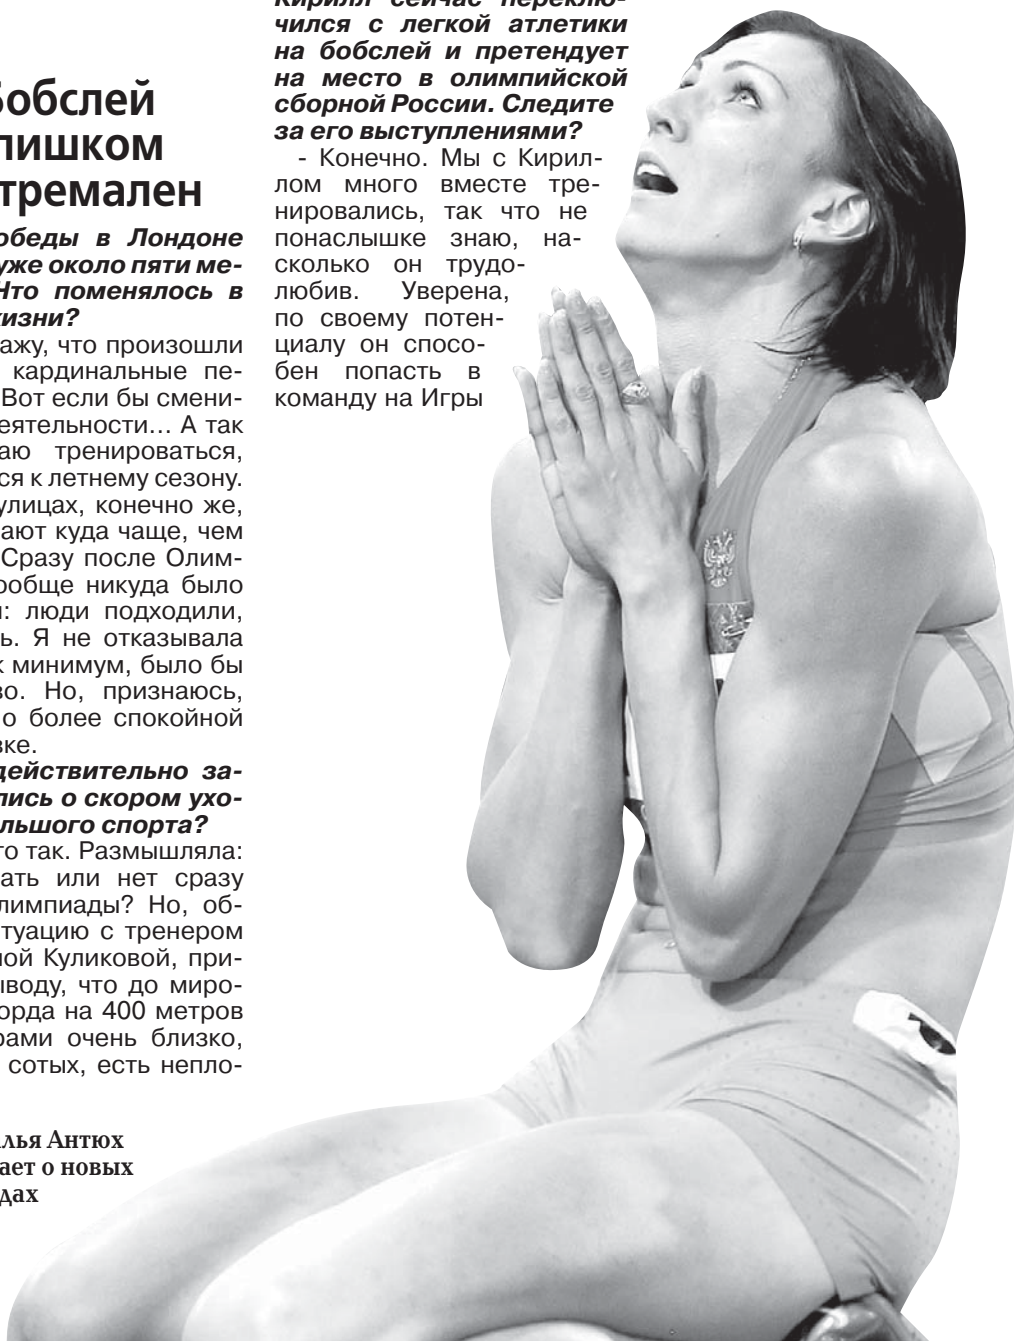 Бобслей
лишком
тремален
обеды в Лондоне
уже около пяти ме-
Что поменялось в
изни?
ажу, что произошли
кардинальные пе-
Вот если бы смени-
еятельности... А так
аю тренироваться,
ся к летнему сезону.
улицах, конечно же,
ают куда чаще, чем
Сразу после Олим-
ообще никуда было
: люди подходили,
ь. Я не отказывала
к минимум, было бы
во. Но, признаюсь,
о более спокойной
вке.
действительно за-
лись о скором ухо-
льшого спорта?
то так. Размышляла:
ать или нет сразу
лимпиады? Но, об-
туацию с тренером
ной Куликовой, при-
ыводу, что до миро-
орда на 400 метров
рами очень близко,
сотых, есть непло-
лья Антюх
ает о новых
дах
Кирилл сейчас переклю-
чился с легкой атлетики
на бобслей и претендует
на место в олимпийской
сборной России. Следите
за его выступлениями?
- Конечно. Мы с Кирил-
лом много вместе тре-
нировались, так что не
понаслышке знаю, на-
сколько он трудо-
любив. Уверена,
по своему потен-
циалу он спосо-
бен попасть в
команду на Игры